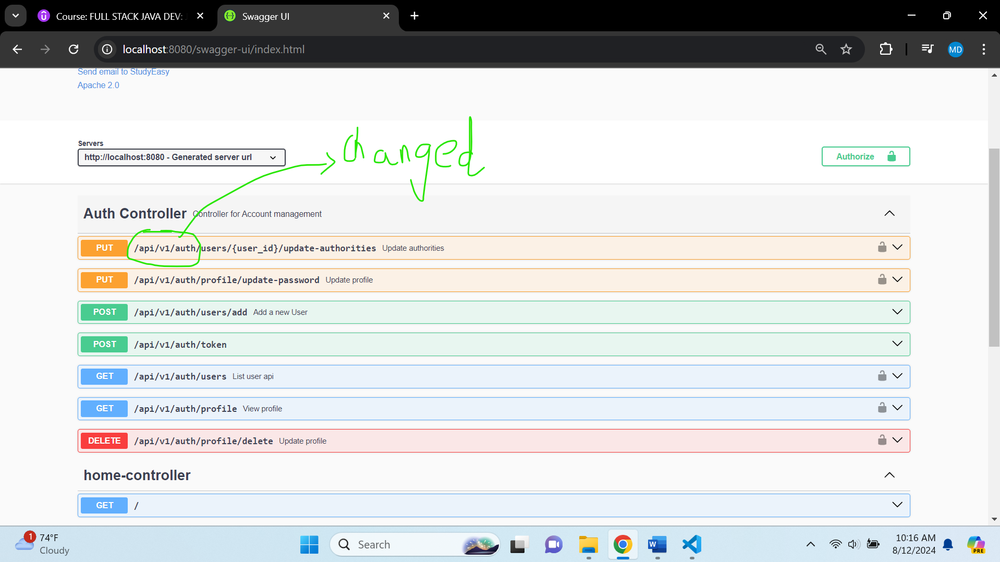 Course: FULL STACK JAVA DEV: J
Swagger UI
localhost:8080/swagger-ui/index.html
MD
Send email to StudyEasy
Apache 2.0
changed
Servers
http://localhost:8080 - Generated server url
Authorize
Auth Controller Controller for Account management
PUT /api/v1/auth/users/{user_id}/update-authorities Update authorities
PUT /api/v1/auth/profile/update-password Update profile
POST /api/v1/auth/users/add Add a new User
POST /api/v1/auth/token
GET /api/v1/auth/users List user api
GET /api/v1/auth/profile View profile
DELETE /api/v1/auth/profile/delete Update profile
home-controller
GET /
1 74°F
Cloudy
Search
W
10:16 AM
8/12/2024
PRE